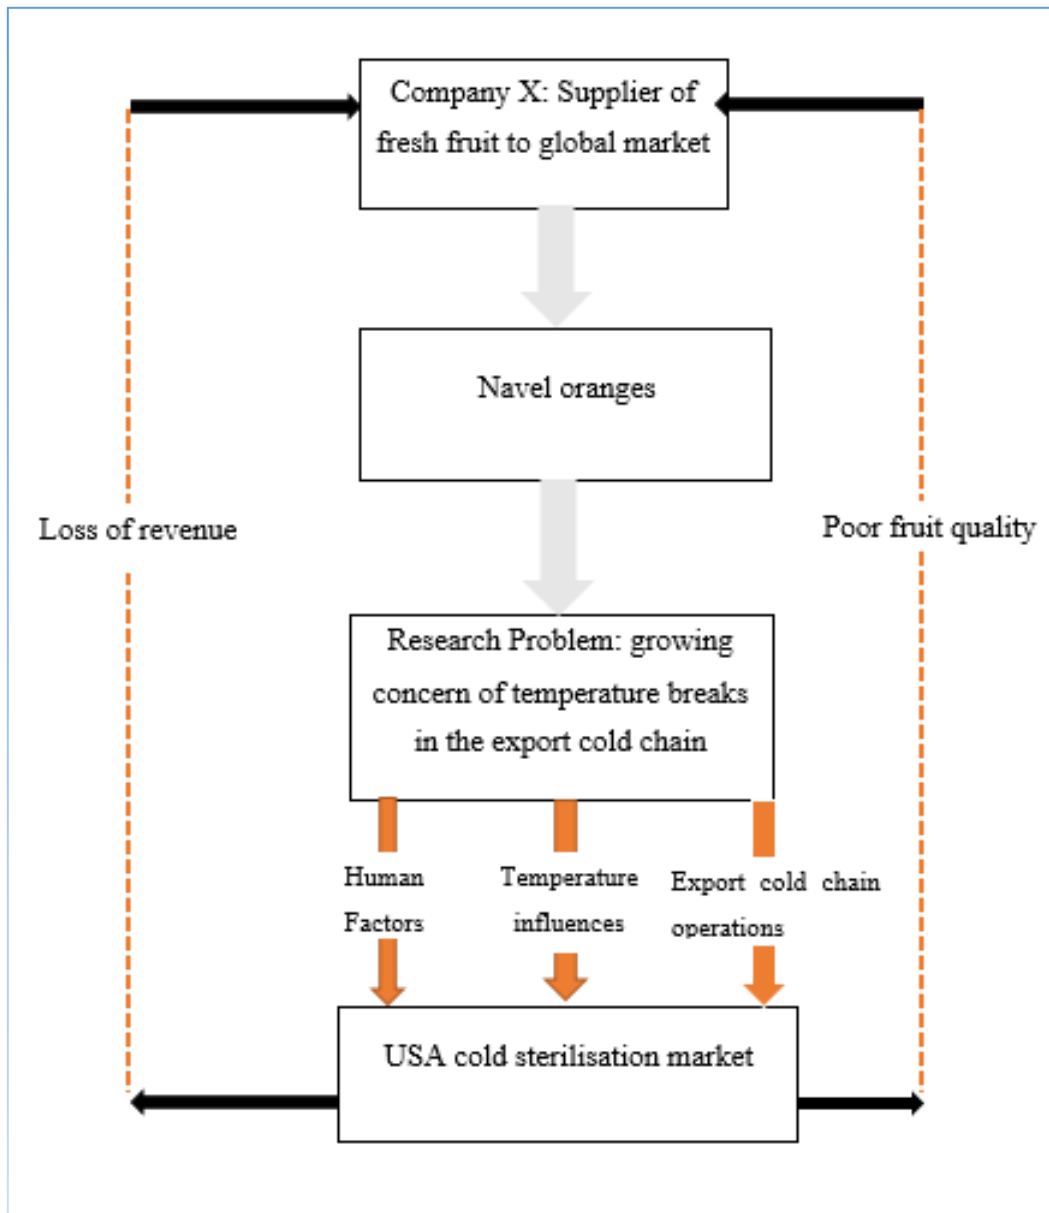 Company X: Supplier of
fresh fruit to global market
Navel oranges
Loss of revenue
Poor fruit quality
Research Problem: growing
concern of temperature breaks
in the export cold chain
Human
Factors
Temperature
influences
Export cold chain
operations
USA cold sterilisation market